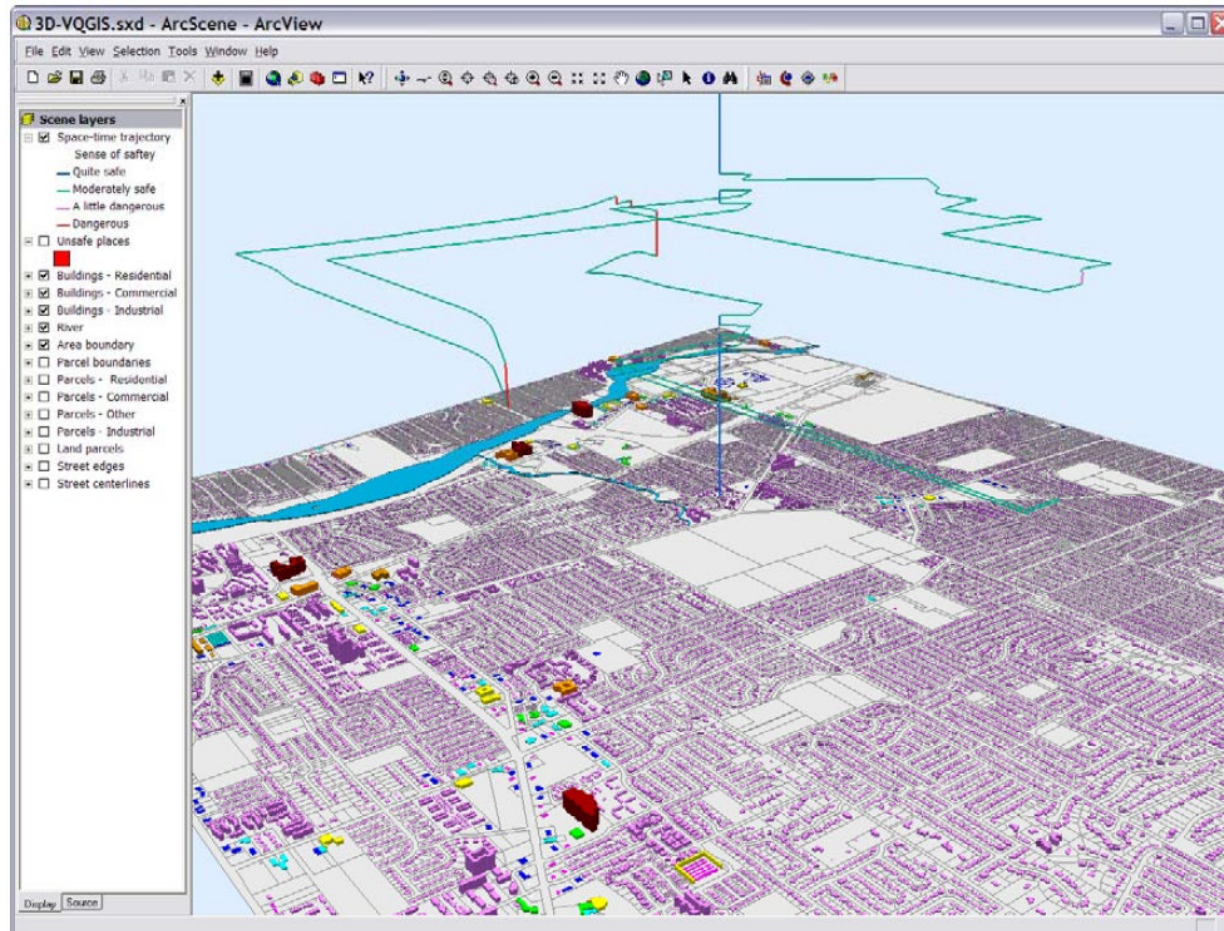 3D-VQGIS.sxd - ArcScene - ArcView
File Edit View Selection Tools Window Help
Scene layers
Space-time trajectory
Sense of saftey
Quite safe
Moderately safe
A little dangerous
Dangerous
Unsafe places
Buildings - Residential
Buildings - Commercial
Buildings - Industrial
River
Area boundary
Parcel boundaries
Parcels - Residential
Parcels - Commercial
Parcels - Other
Parcels - Industrial
Land parcels
Street edges
Street centerlines
Display Source